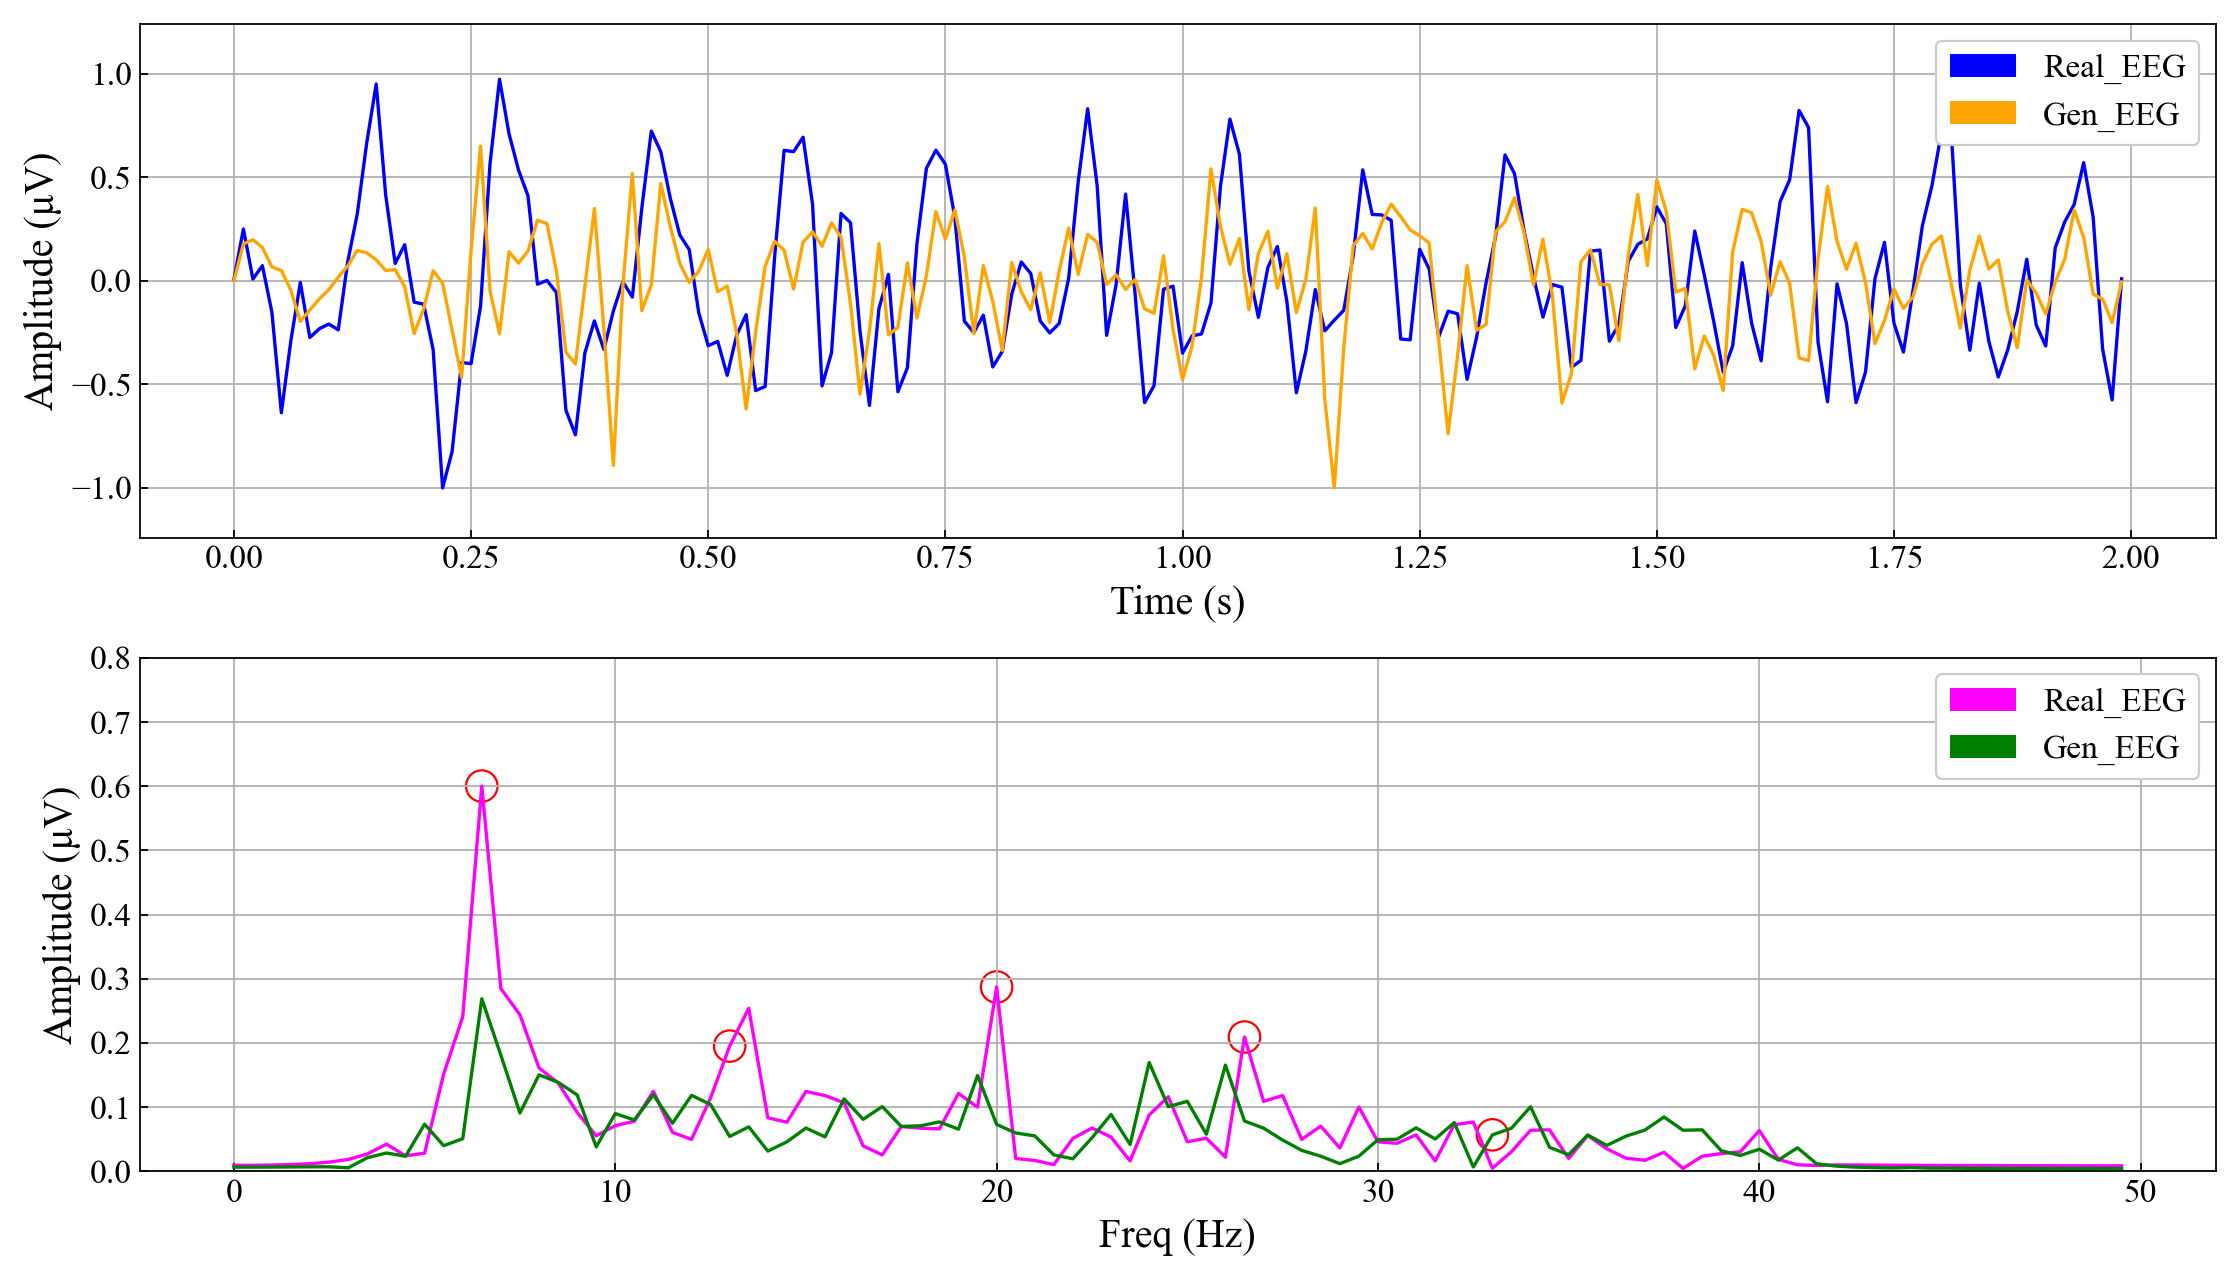 Amplitude (μV)
1.0
0.5
0.0
−0.5
−1.0
Real_EEG
Gen_EEG
0.00 0.25 0.50 0.75 1.00 1.25 1.50 1.75 2.00
Time (s)
Amplitude (μV)
0.8
0.7
0.6
0.5
0.4
0.3
0.2
0.1
0.0
Real_EEG
Gen_EEG
0 10 20 30 40 50
Freq (Hz)